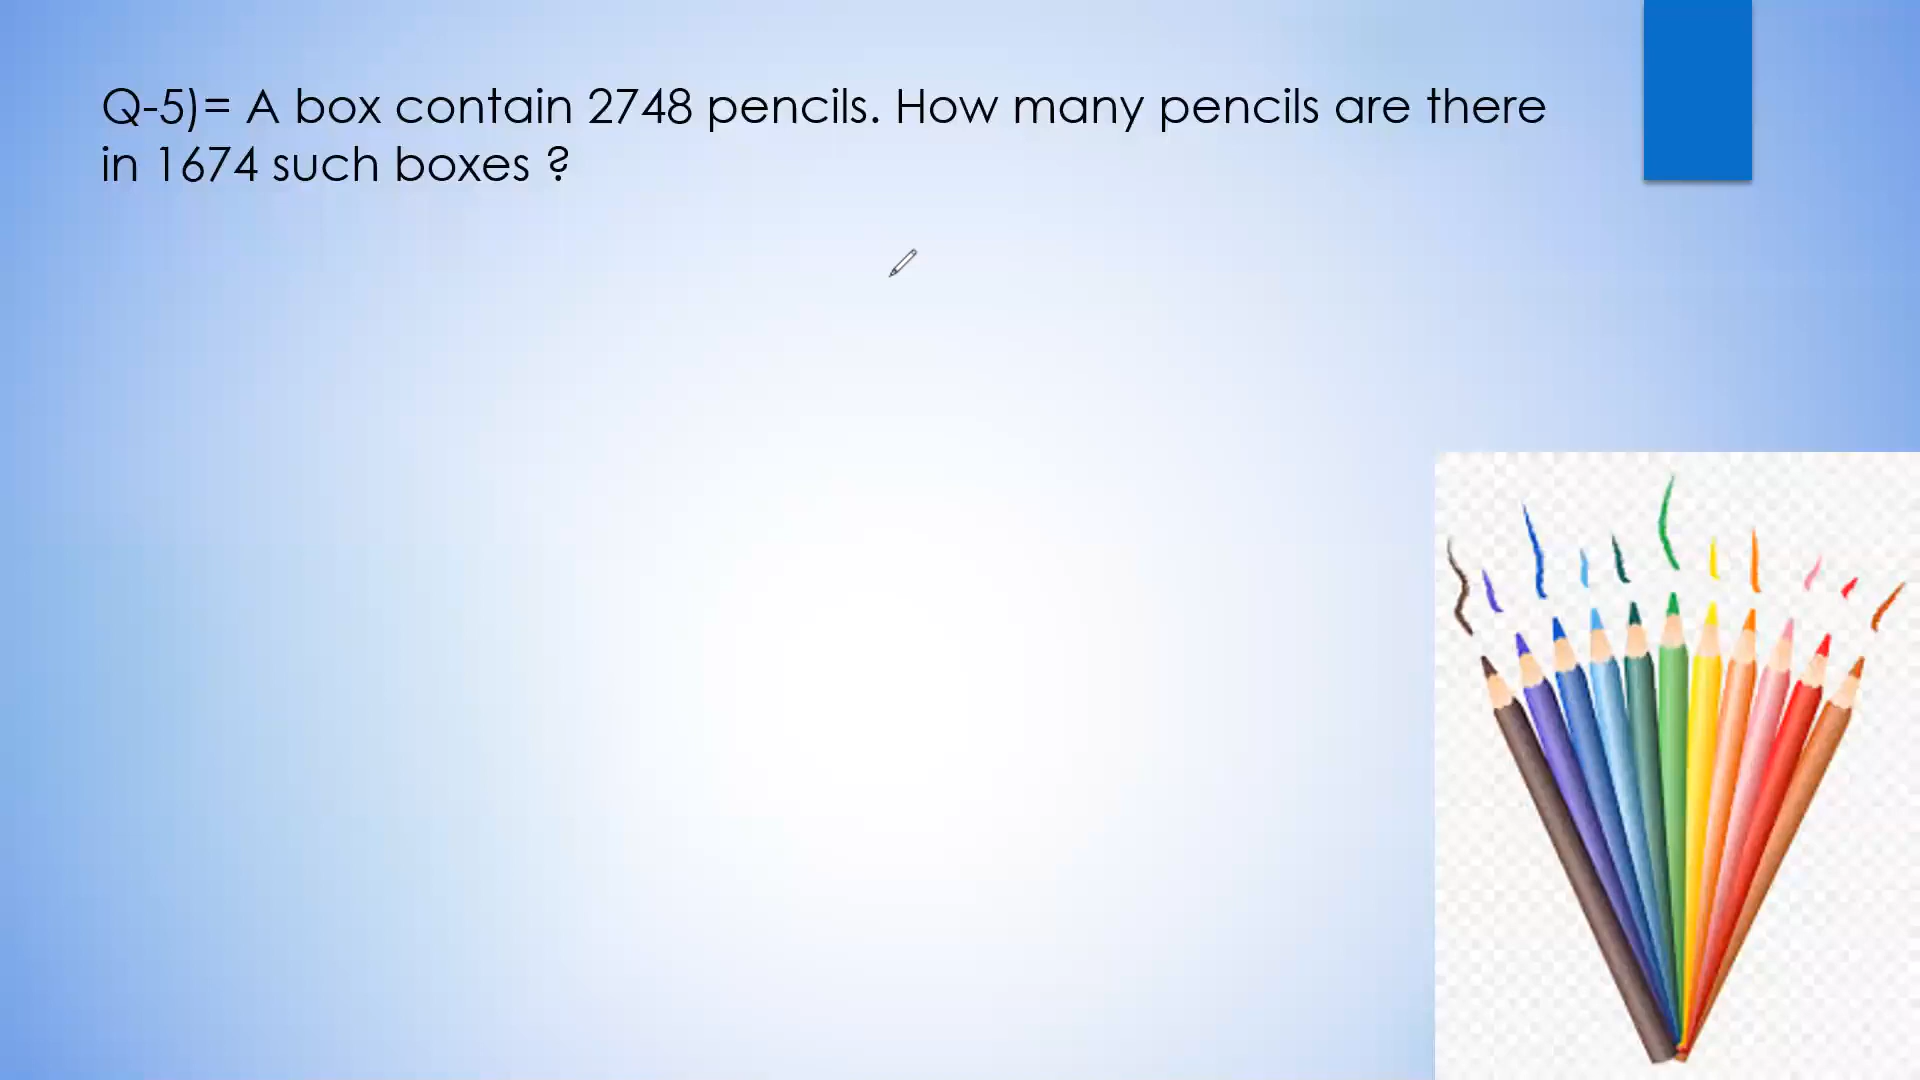 Q-5)= A box contain 2748 pencils. How many pencils are there
in 1674 such boxes ?